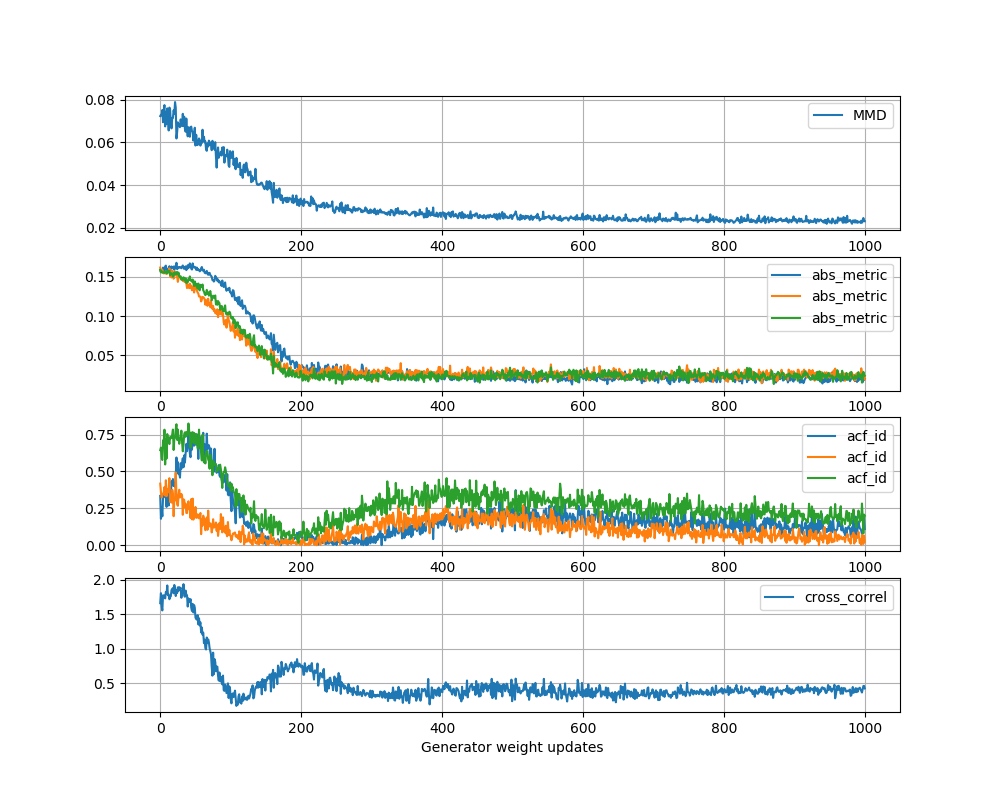 0.08
0.06
0.04
0.02
MMD
0 200 400 600 800 1000
0.15
0.10
0.05
abs_metric
abs_metric
abs_metric
0 200 400 600 800 1000
0.75
0.50
0.25
0.00
acf_id
acf_id
acf_id
0 200 400 600 800 1000
2.0
1.5
1.0
0.5
cross_correl
0 200 400 600 800 1000
Generator weight updates